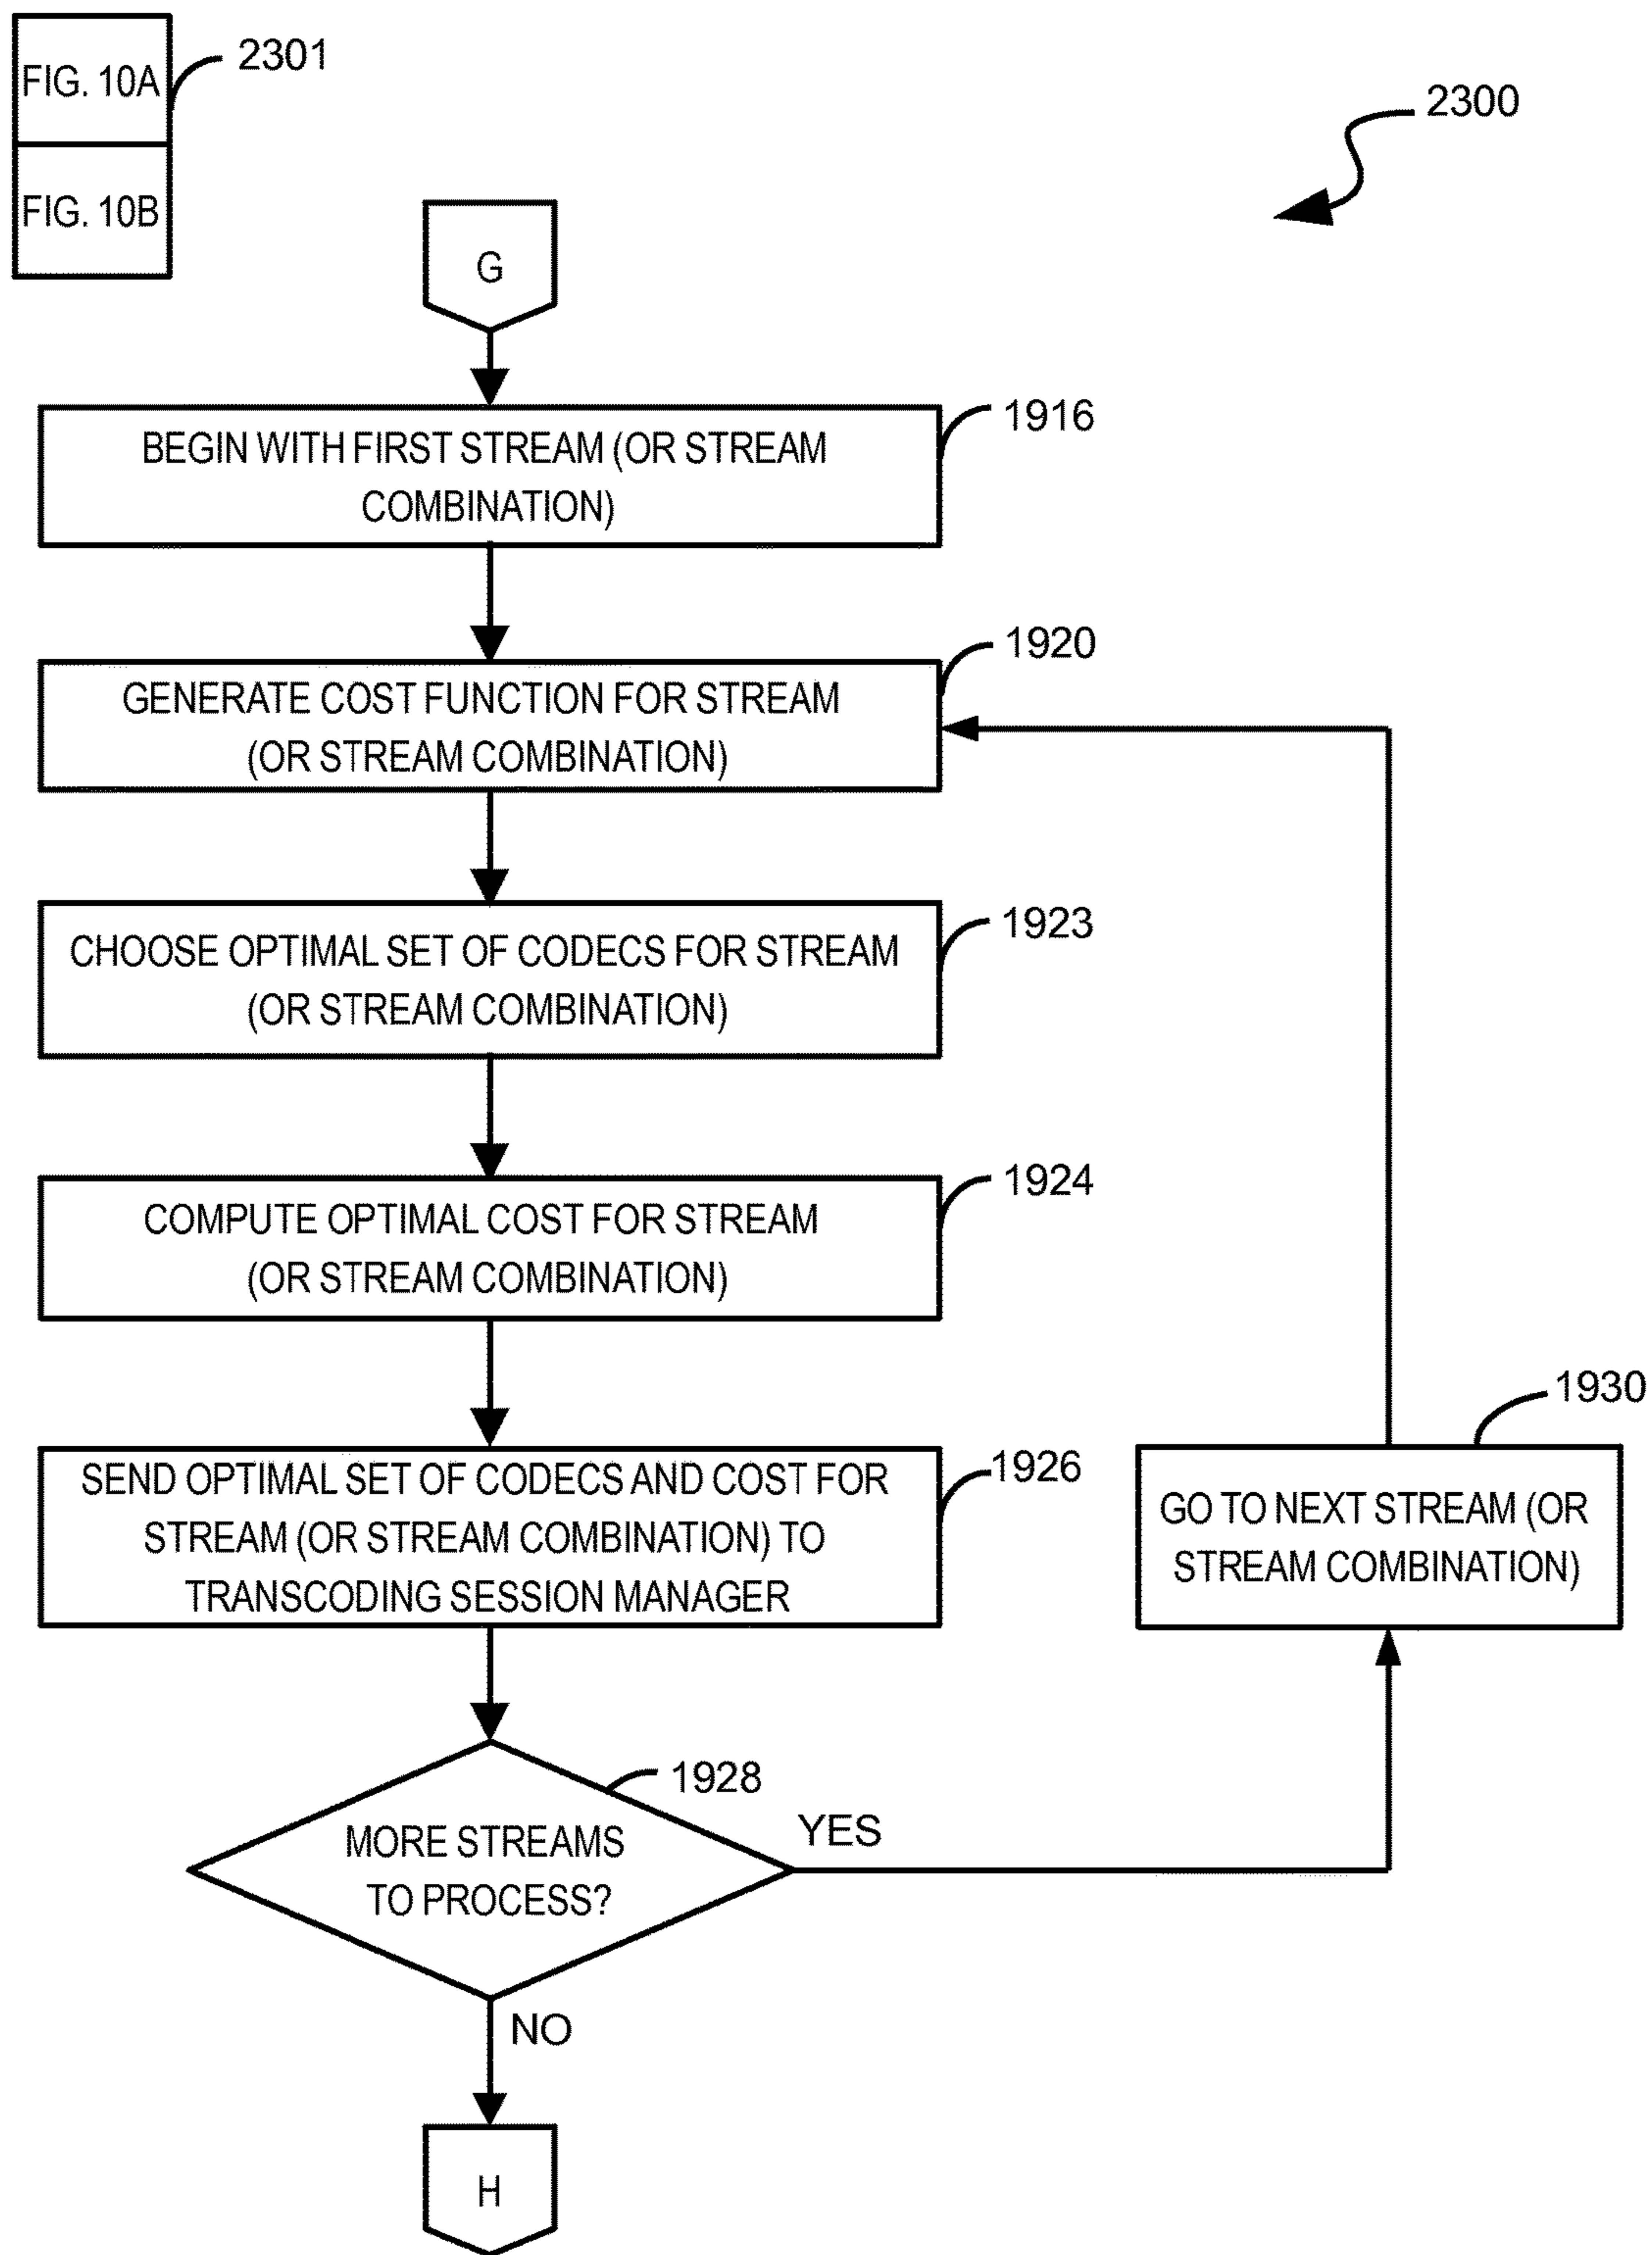 FIG. 10A
2301
FIG. 10B
2300
G
BEGIN WITH FIRST STREAM (OR STREAM
COMBINATION)
1916
GENERATE COST FUNCTION FOR STREAM
(OR STREAM COMBINATION)
1920
CHOOSE OPTIMAL SET OF CODECS FOR STREAM
(OR STREAM COMBINATION)
1923
COMPUTE OPTIMAL COST FOR STREAM
(OR STREAM COMBINATION)
1924
SEND OPTIMAL SET OF CODECS AND COST FOR
STREAM (OR STREAM COMBINATION) TO
TRANSCODING SESSION MANAGER
1926
1930
GO TO NEXT STREAM (OR
STREAM COMBINATION)
MORE STREAMS
TO PROCESS?
1928
YES
NO
H